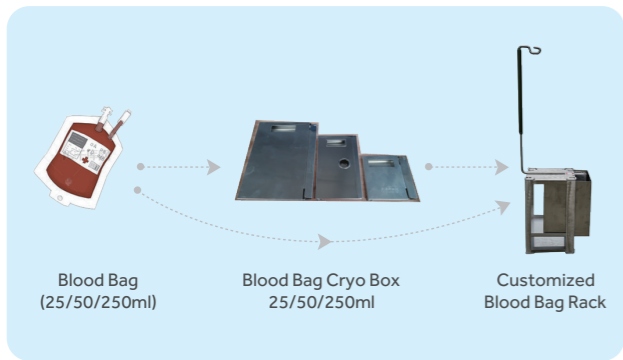 Blood Bag
(25/50/250ml)
Blood Bag Cryo Box
25/50/250ml
Customized
Blood Bag Rack